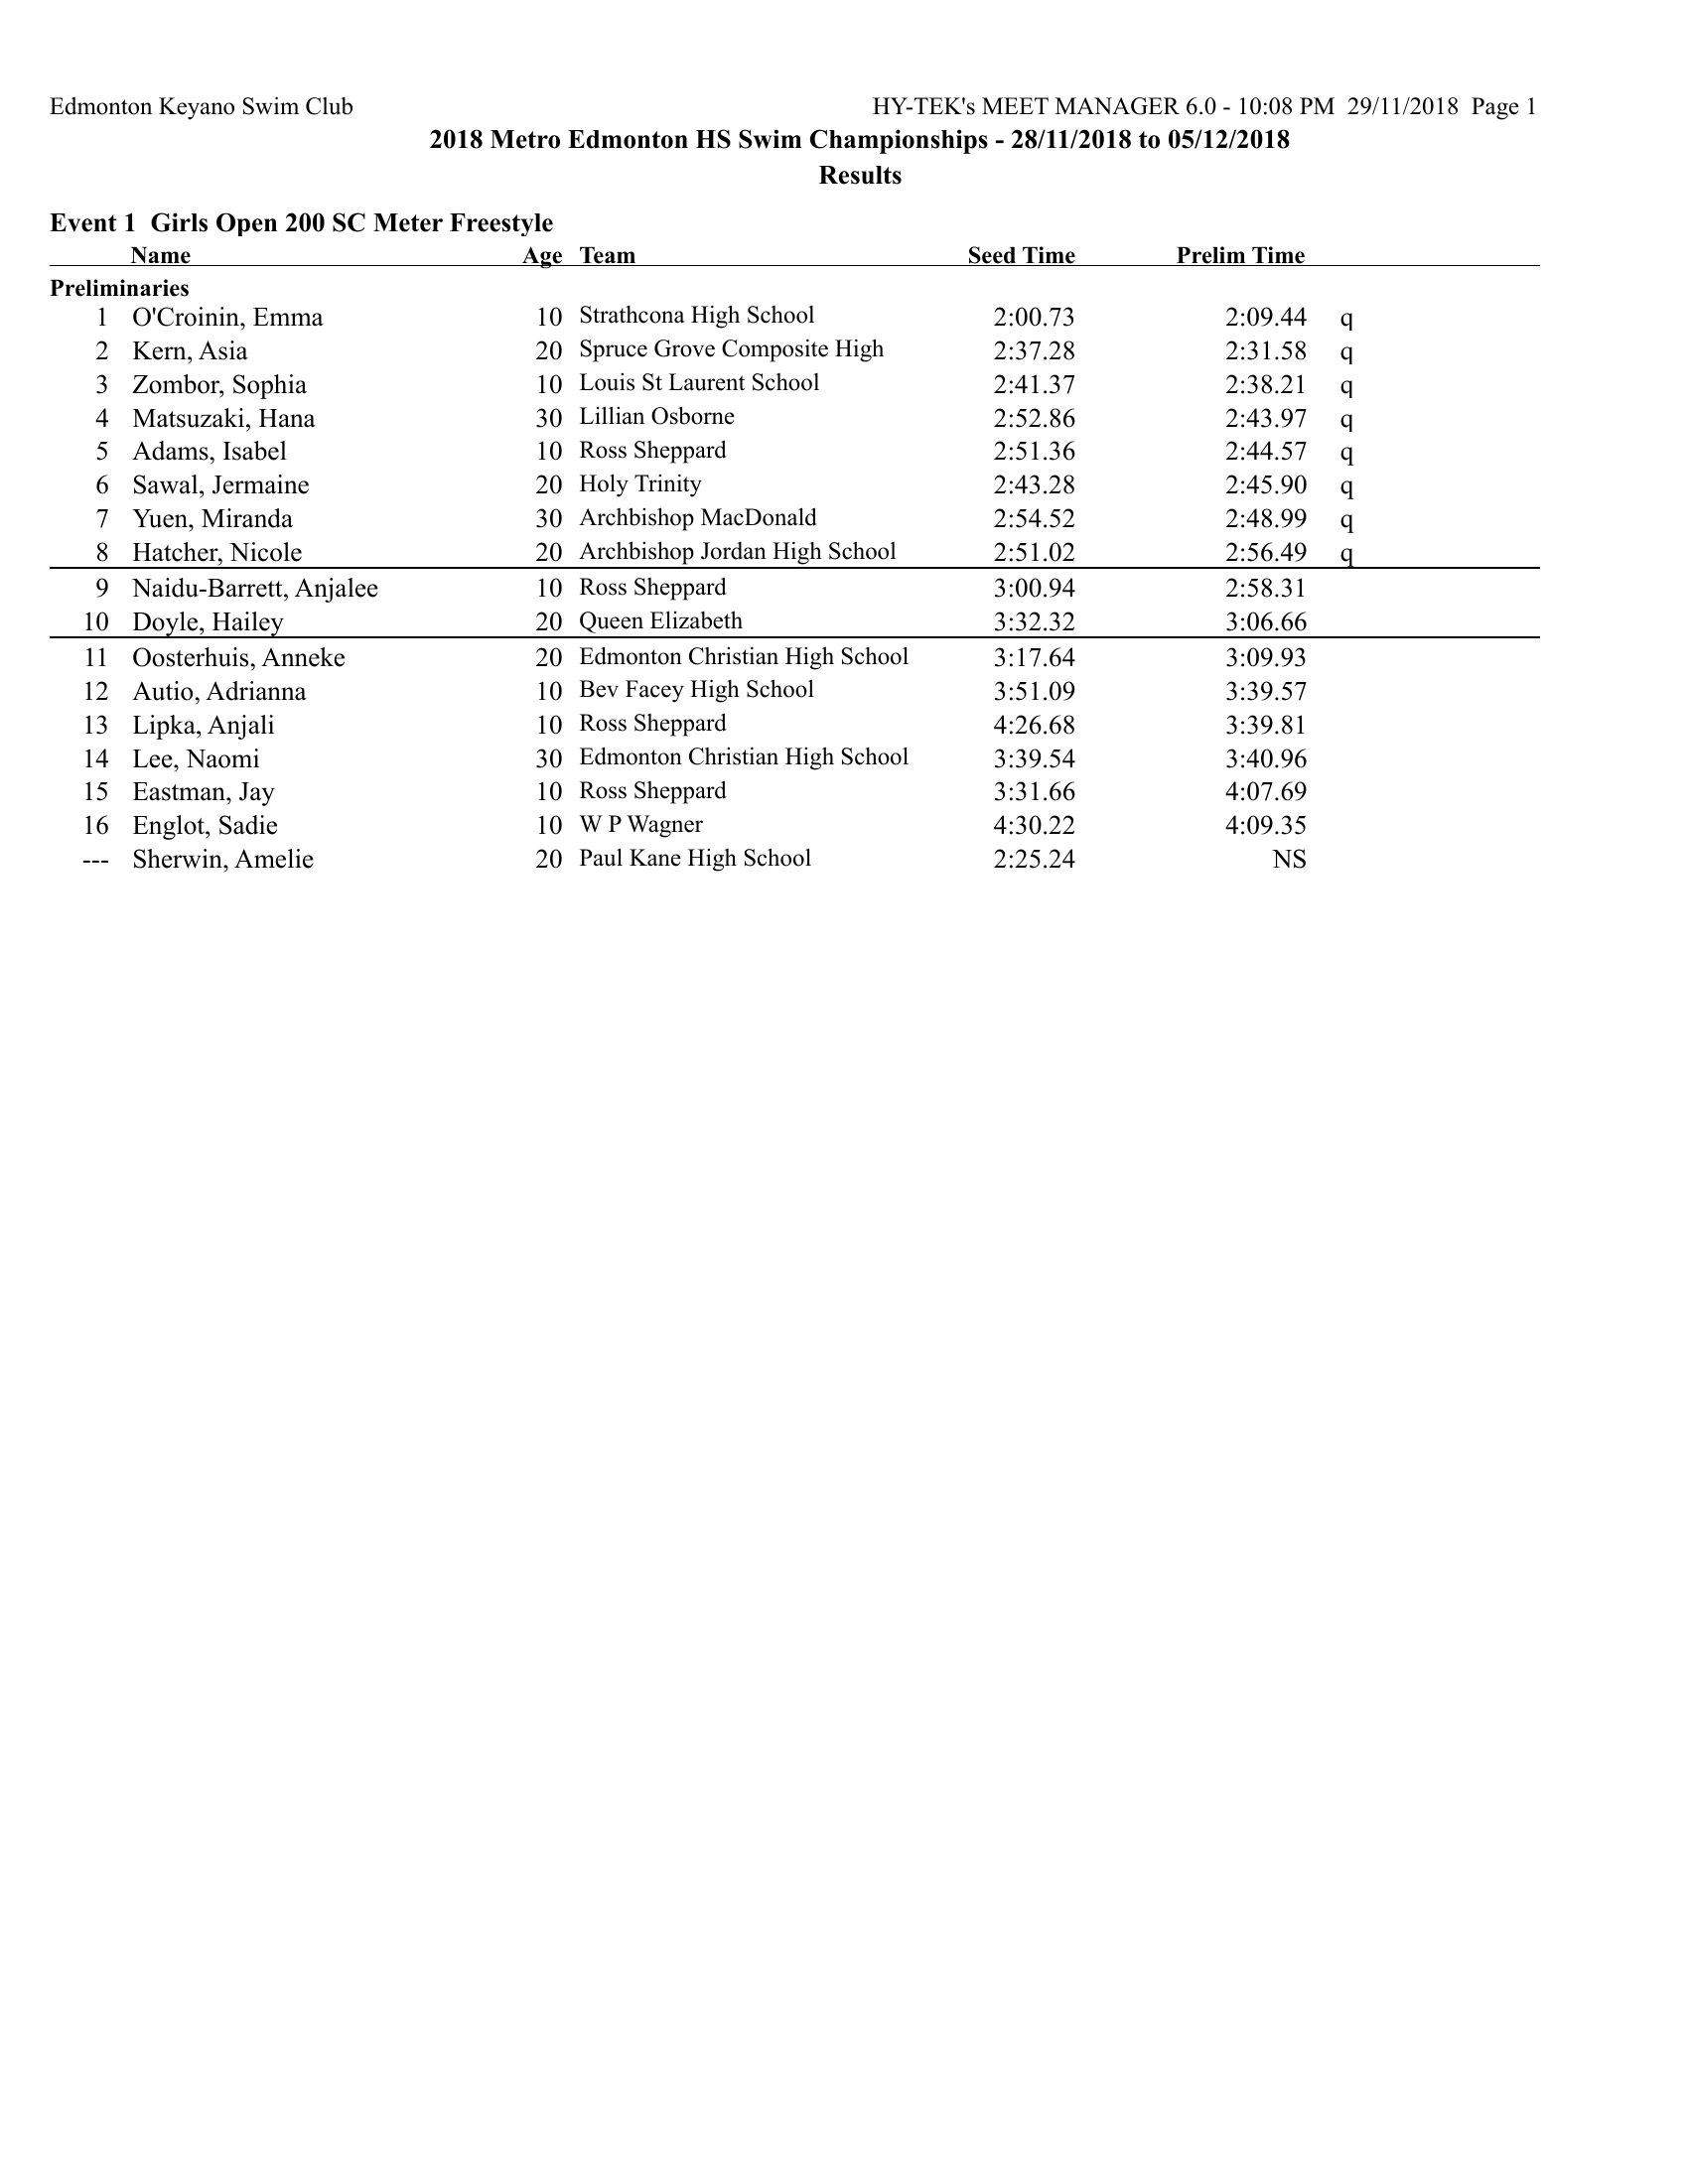 Edmonton Keyano Swim Club HY-TEK's MEET MANAGER 6.0 - 10:08 PM 29/11/2018 Page 1
2018 Metro Edmonton HS Swim Championships - 28/11/2018 to 05/12/2018
Results
Event 1 Girls Open 200 SC Meter Freestyle
Name Age Team Seed Time Prelim Time
Preliminaries
1 O'Croinin, Emma 10 Strathcona High School 2:00.73 2:09.44 q
2 Kern, Asia 20 Spruce Grove Composite High 2:37.28 2:31.58 q
3 Zombor, Sophia 10 Louis St Laurent School 2:41.37 2:38.21 q
4 Matsuzaki, Hana 30 Lillian Osborne 2:52.86 2:43.97 q
5 Adams, Isabel 10 Ross Sheppard 2:51.36 2:44.57 q
6 Sawal, Jermaine 20 Holy Trinity 2:43.28 2:45.90 q
7 Yuen, Miranda 30 Archbishop MacDonald 2:54.52 2:48.99 q
8 Hatcher, Nicole 20 Archbishop Jordan High School 2:51.02 2:56.49 q
9 Naidu-Barrett, Anjalee 10 Ross Sheppard 3:00.94 2:58.31
10 Doyle, Hailey 20 Queen Elizabeth 3:32.32 3:06.66
11 Oosterhuis, Anneke 20 Edmonton Christian High School 3:17.64 3:09.93
12 Autio, Adrianna 10 Bev Facey High School 3:51.09 3:39.57
13 Lipka, Anjali 10 Ross Sheppard 4:26.68 3:39.81
14 Lee, Naomi 30 Edmonton Christian High School 3:39.54 3:40.96
15 Eastman, Jay 10 Ross Sheppard 3:31.66 4:07.69
16 Englot, Sadie 10 W P Wagner 4:30.22 4:09.35
--- Sherwin, Amelie 20 Paul Kane High School 2:25.24 NS